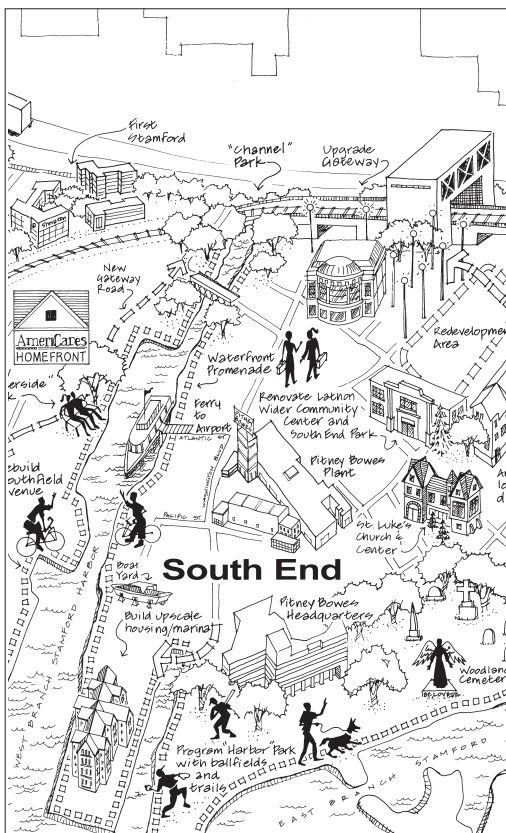 First
Stamford
"Channel"
Park
Upgrade
Gateway
New
Gateway
Road
AmeriCares
HOMEFRONT
Redevelopmen
Area
Waterfront
Promenade
erside"
k
Ferry
to
Airport
Renovate Lathon
Wider Community
Center and
South End Park
ATLANTIC ST
WASHINGTON BLVD
Pitney Bowes
Plant
ebuild
outhfield
venue
PACIFIC ST
St. Luke's
Church &
Center
South End
Boat
Yard
Pitney Bowes
Headquarters
Build upscale
housing/marina
Woodland
Cemeter
BELOVED
WEST BRANCH STAMFORD HARBOR
Program "Harbor" Park
with ballfields
and
trails
EAST BRANCH STAMFORD